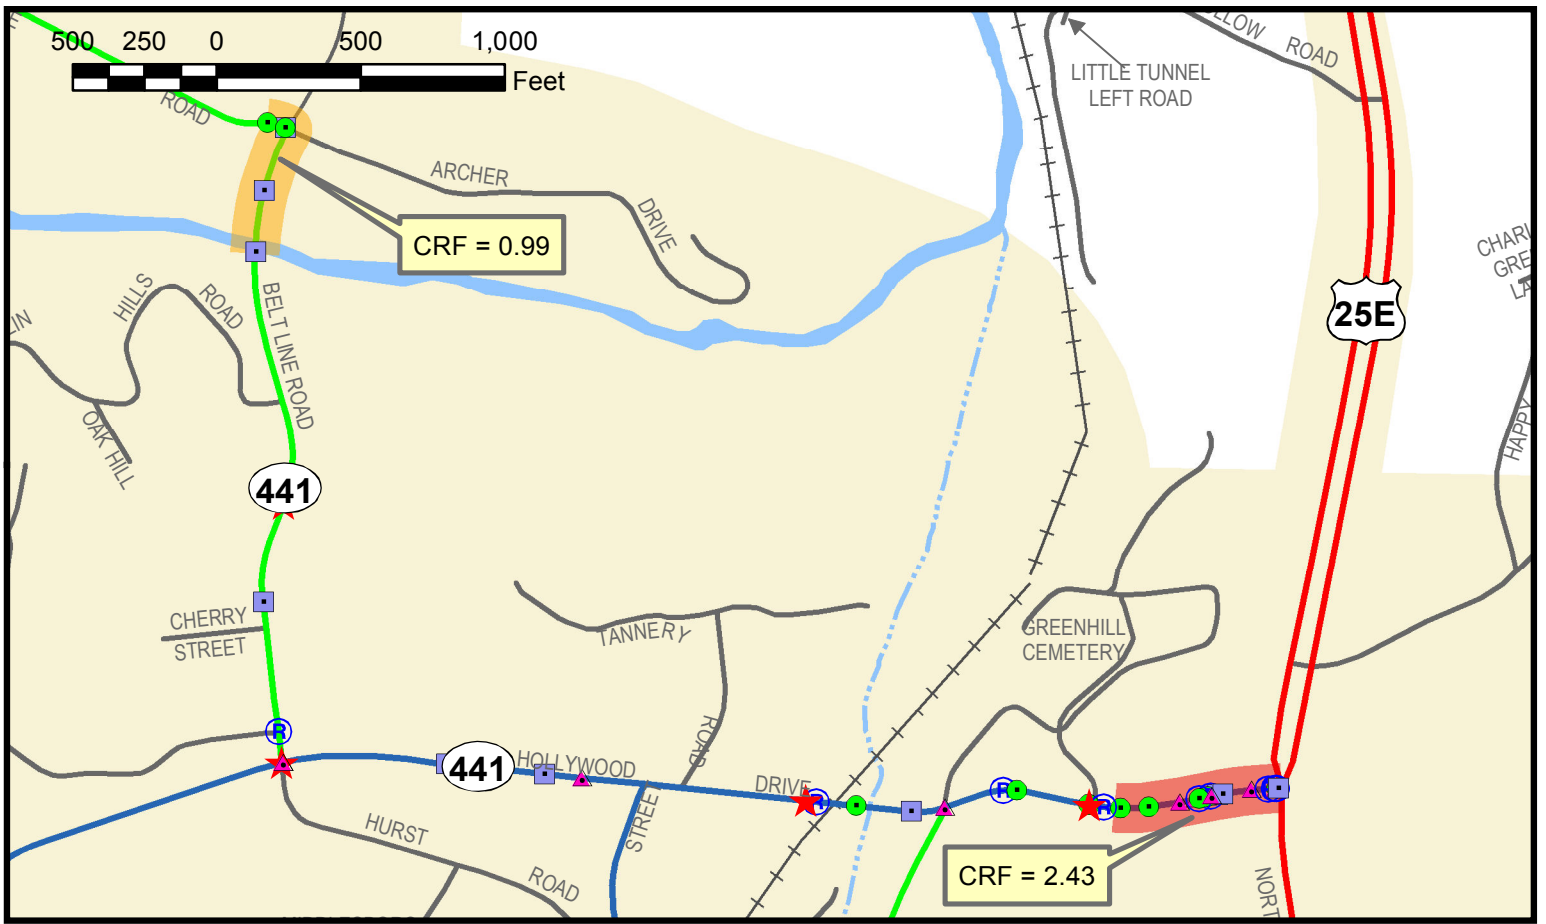 500 250 0 500 1,000
Feet
ROAD
LITTLE TUNNEL
LEFT ROAD
ROAD
ARCHER
DRIVE
CRF = 0.99
HILLS
ROAD
BELT LINE ROAD
OAK HILL
25E
HAPPY
441
CHERRY
STREET
TANNERY
ROAD
GREENHILL
CEMETERY
R
441
HOLLYWOOD
DRIVE
R
R
R
STREE
HURST
ROAD
CRF = 2.43
NORT